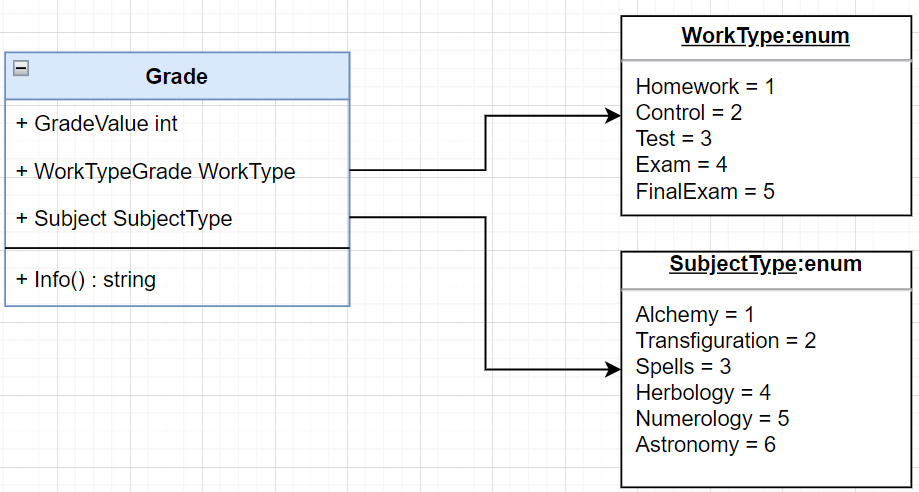 Grade
+ GradeValue int
+ WorkTypeGrade WorkType
+ Subject SubjectType
+ Info() : string
WorkType:enum
Homework = 1
Control = 2
Test = 3
Exam = 4
FinalExam = 5
SubjectType:enum
Alchemy = 1
Transfiguration = 2
Spells = 3
Herbology = 4
Numerology = 5
Astronomy = 6